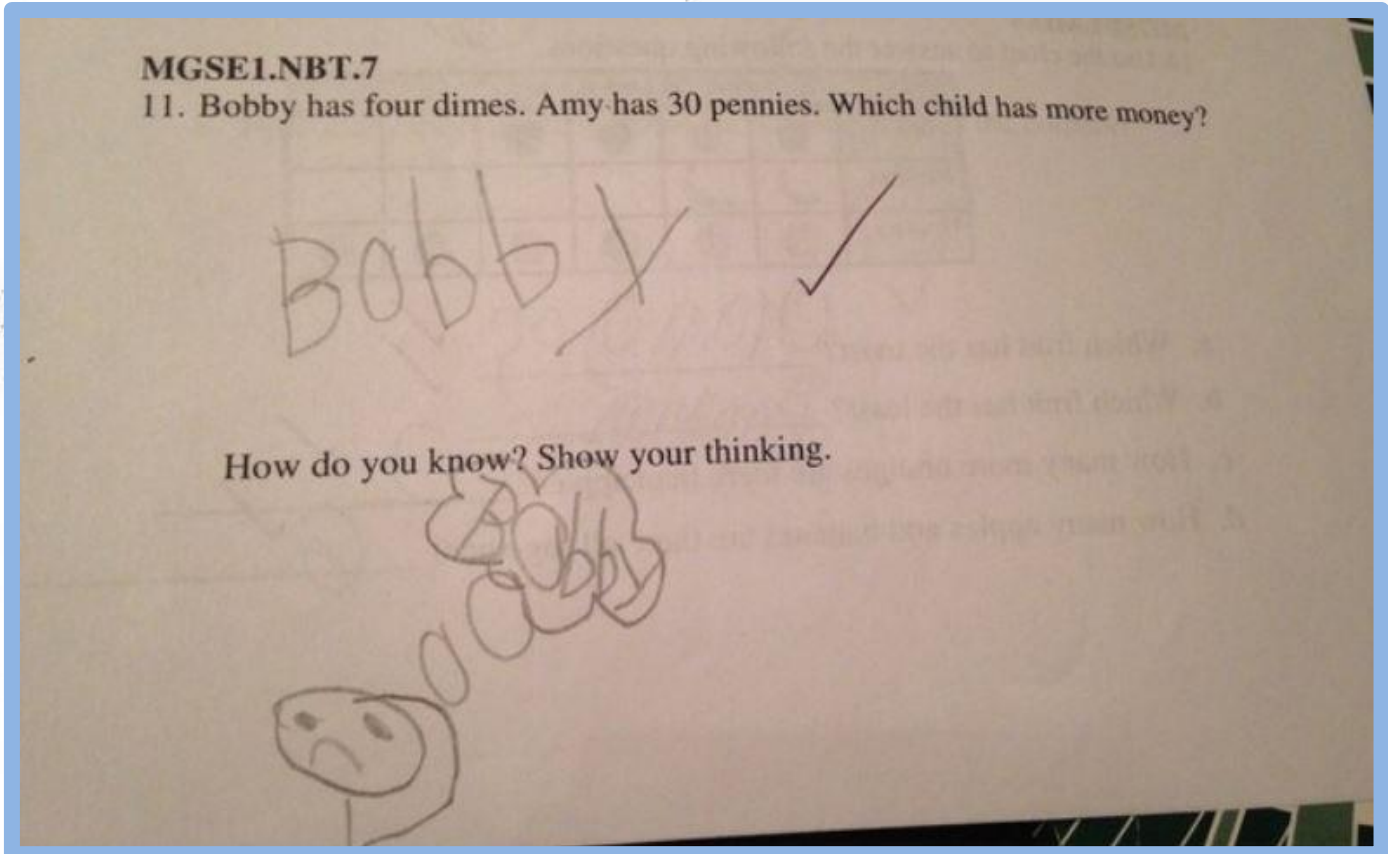 MGSE1.NBT.7
11. Bobby has four dimes. Amy has 30 pennies. Which child has more money?
Bobby
How do you know? Show your thinking.
Bobby